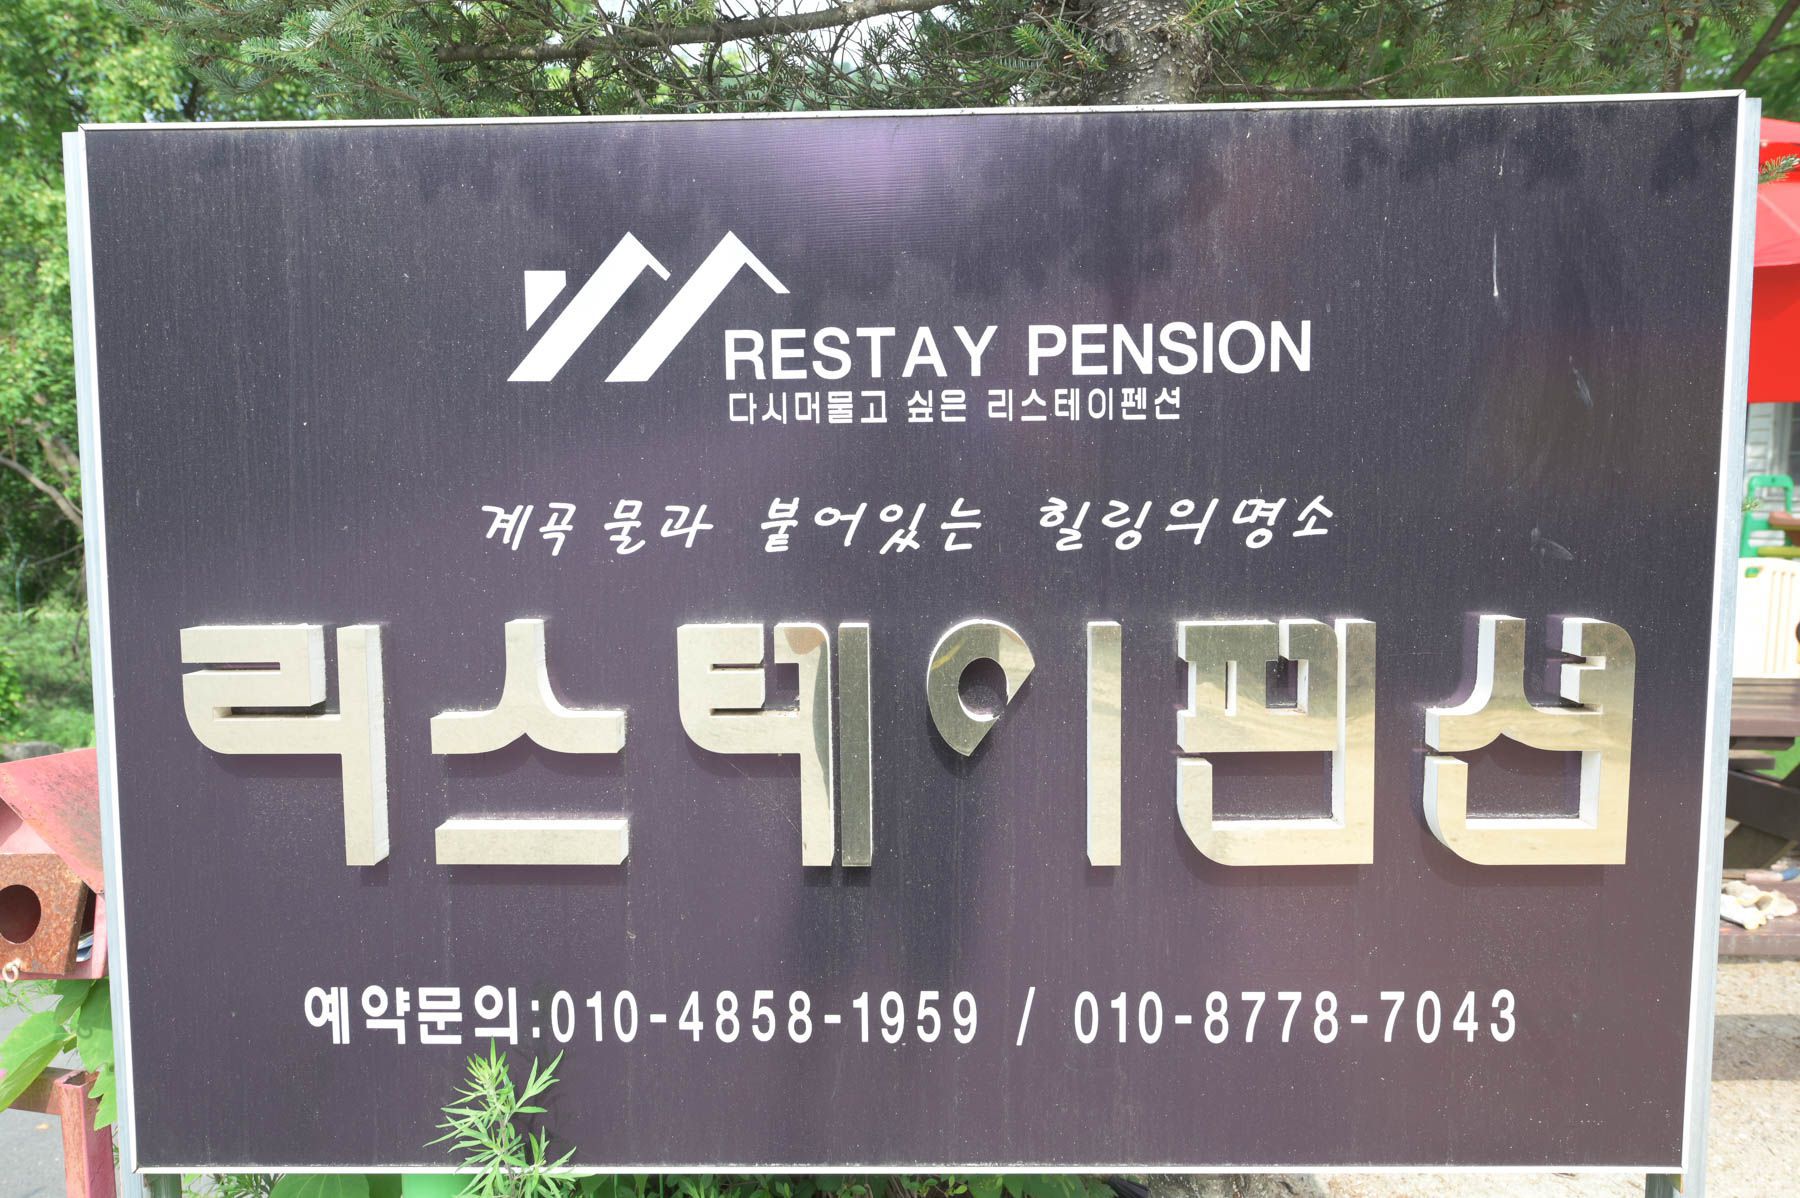 RESTAY PENSION
다시머물고 싶은 리스테이펜션
계곡 물과 붙어있는 힐링의명소
리스테이펜션
예약문의:010-4858-1959 / 010-8778-7043